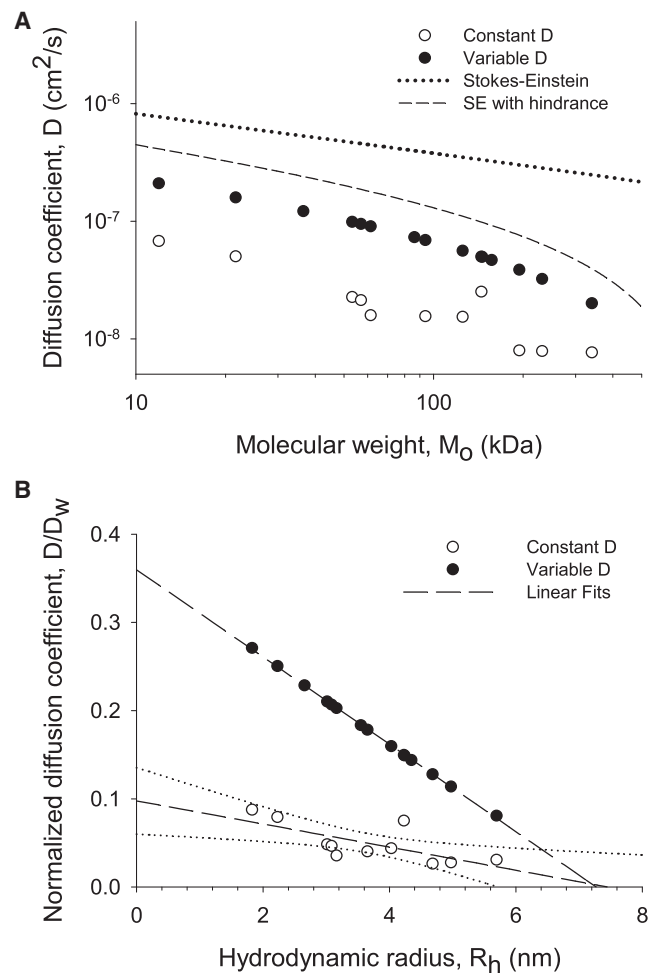 A
Constant D
Variable D
Stokes-Einstein
SE with hindrance
Diffusion coefficient, D (cm²/s)
10⁻⁶
10⁻⁷
10⁻⁸
10
100
Molecular weight, Mₒ (kDa)
B
Constant D
Variable D
Linear Fits
Normalized diffusion coefficient, D/D_w
0.4
0.3
0.2
0.1
0.0
0
2
4
6
8
Hydrodynamic radius, R_h (nm)